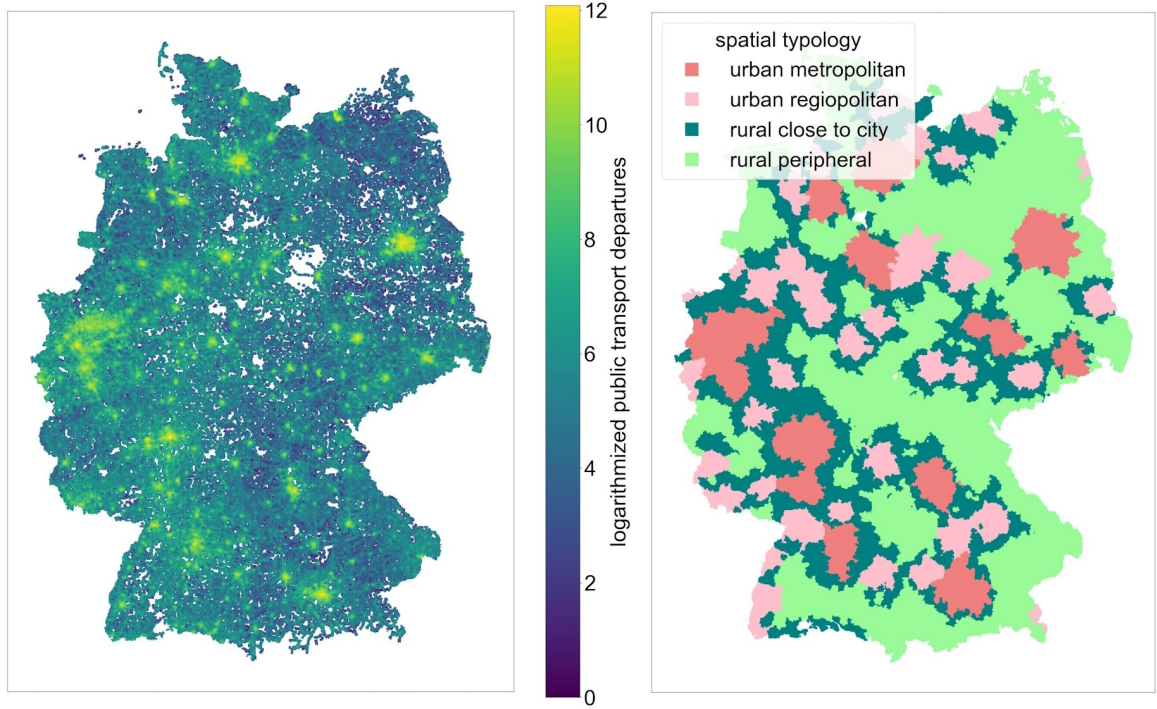 12
10
8
6
4
2
0
logarithmized public transport departures
spatial typology
urban metropolitan
urban regiopolitan
rural close to city
rural peripheral